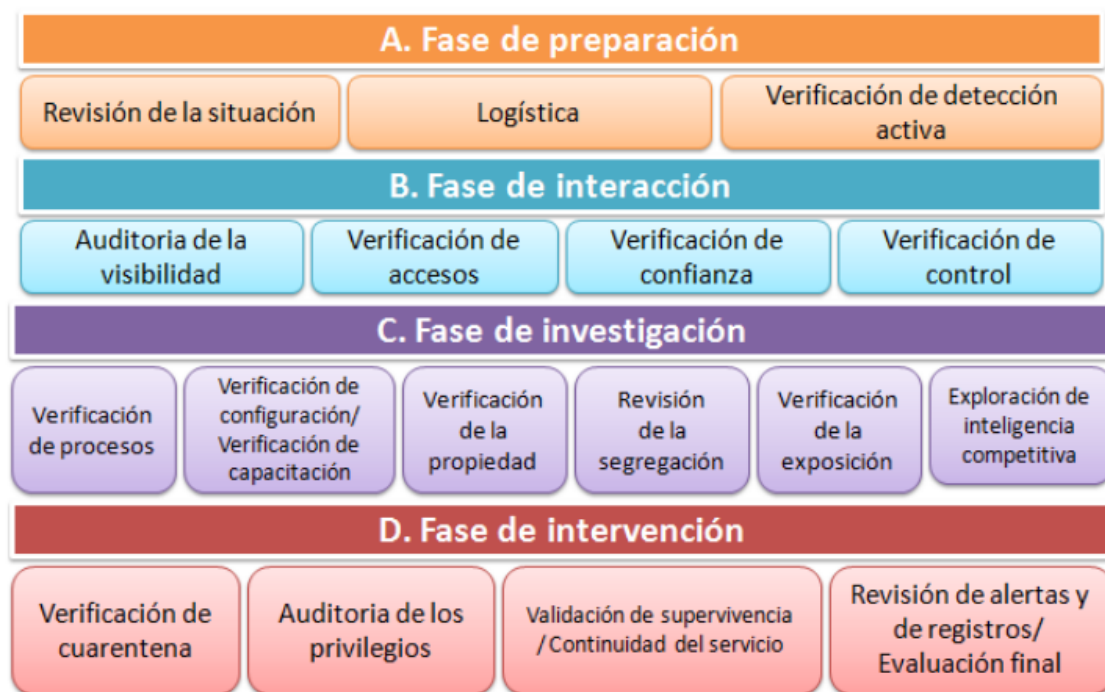 A. Fase de preparación
Revisión de la situación
Logística
Verificación de detección
activa
B. Fase de interacción
Auditoria de la
visibilidad
Verificación de
accesos
Verificación de
confianza
Verificación de
control
C. Fase de investigación
Verificación
de procesos
Verificación de
configuración/
Verificación de
capacitación
Verificación
de la
propiedad
Revisión
de la
segregación
Verificación
de la
exposición
Exploración de
inteligencia
competitiva
D. Fase de intervención
Verificación de
cuarentena
Auditoria de los
privilegios
Validación de supervivencia
/Continuidad del servicio
Revisión de alertas y
de registros/
Evaluación final